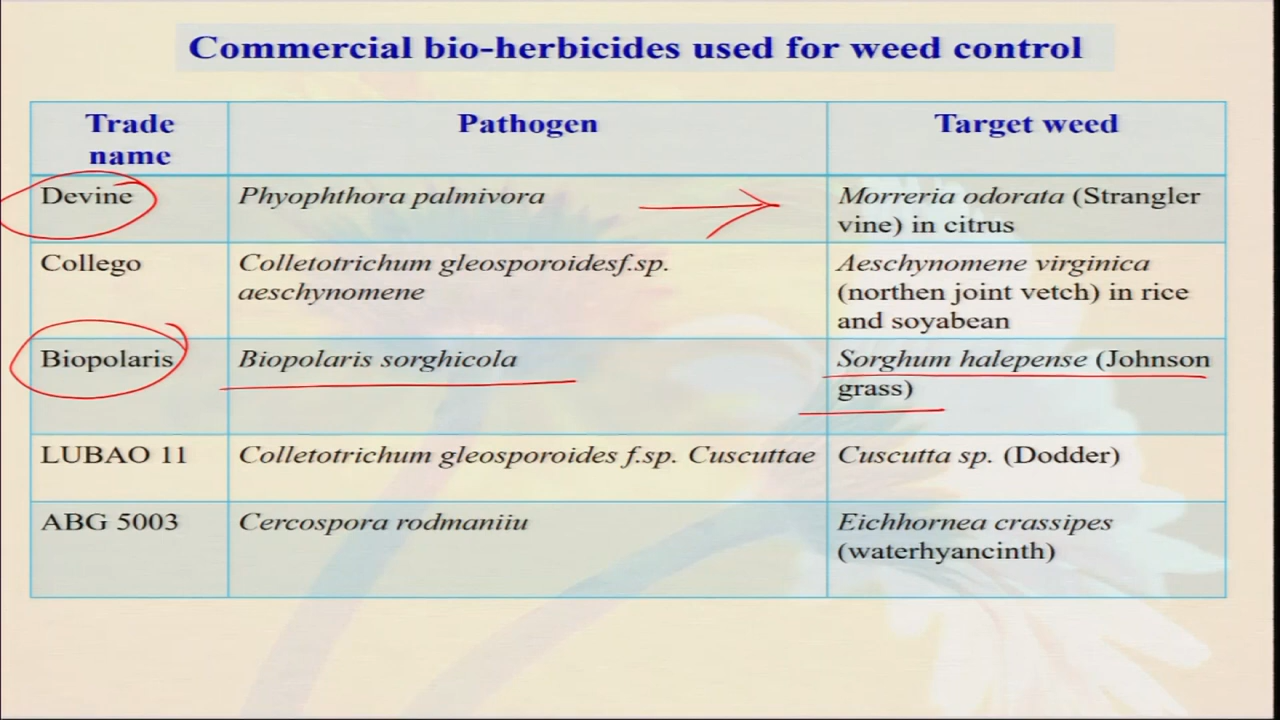 Commercial bio-herbicides used for weed control
Trade name
Pathogen
Target weed
Devine
Phyophthora palmivora
Morreria odorata (Strangler
vine) in citrus
Collego
Colletotrichum gleosporoidesf.sp.
aeschynomene
Aeschynomene virginica
(northen joint vetch) in rice
and soyabean
Biopolaris
Biopolaris sorghicola
Sorghum halepense (Johnson
grass)
LUBAO 11
Colletotrichum gleosporoides f.sp. Cuscuttae
Cuscutta sp. (Dodder)
ABG 5003
Cercospora rodmaniiu
Eichhornea crassipes
(waterhyancinth)